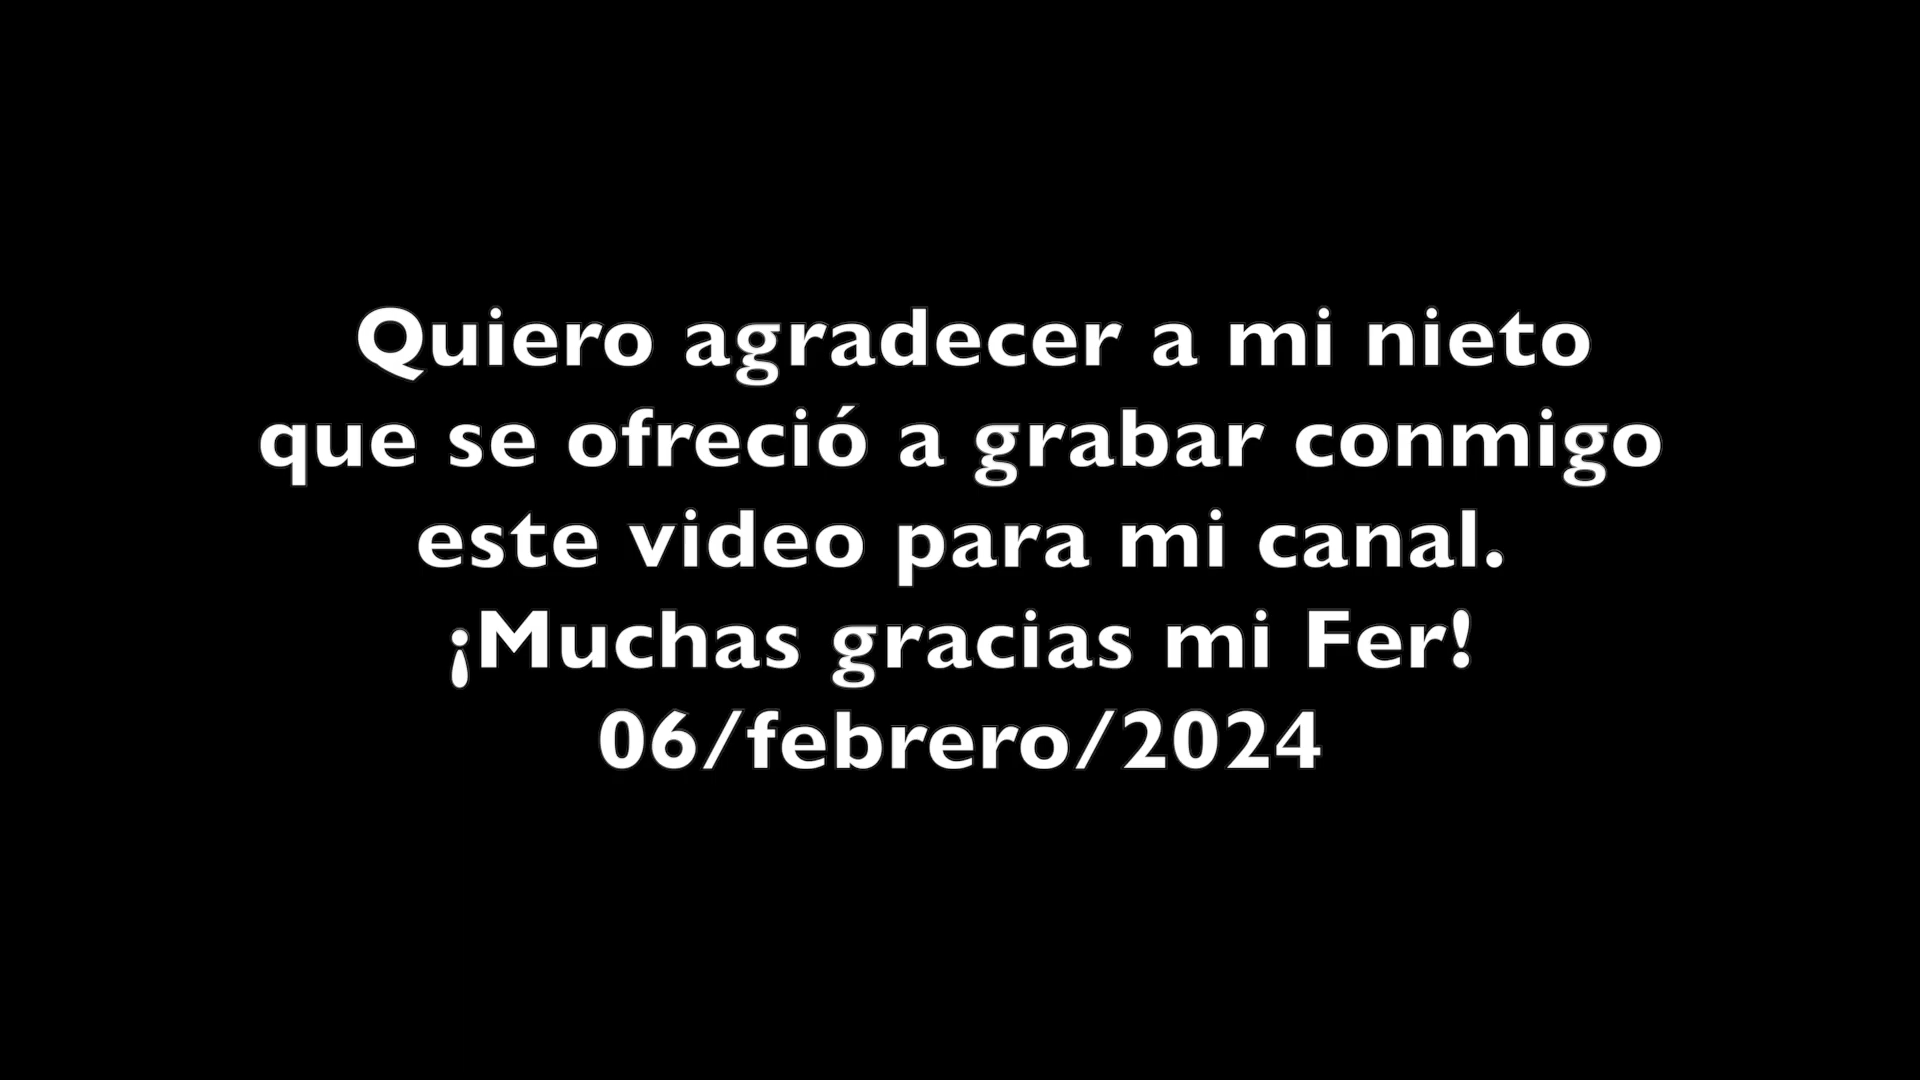 Quiero agradecer a mi nieto
que se ofreció a grabar conmigo
este video para mi canal.
¡Muchas gracias mi Fer!
06/febrero/2024